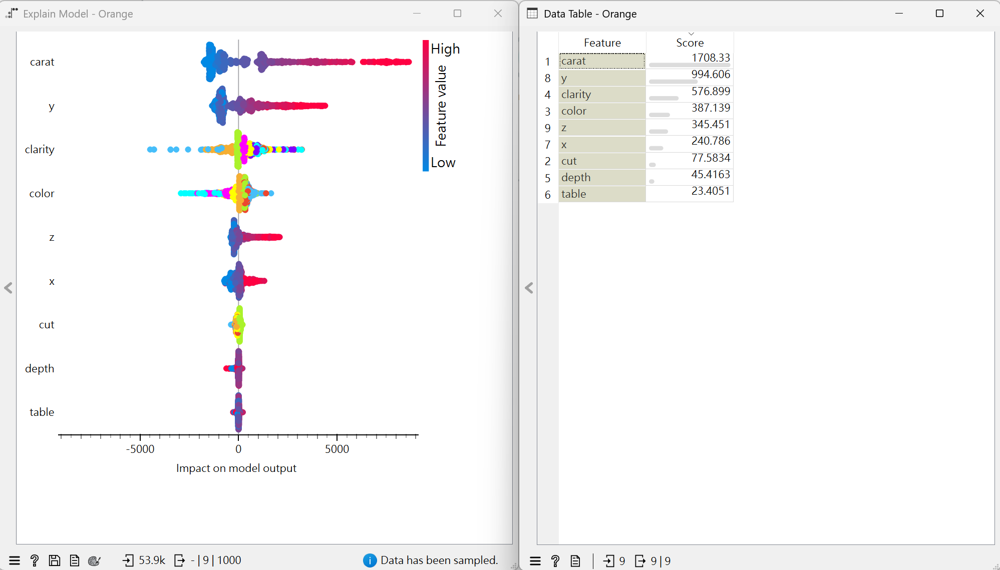 Explain Model - Orange
carat
y
clarity
color
z
x
cut
depth
table
High
Feature value
Low
-5000 0 5000
Impact on model output
53.9k - | 9 | 1000
Data has been sampled.
Data Table - Orange
Feature Score
1 carat 1708.33
8 y 994.606
4 clarity 576.899
3 color 387.139
9 z 345.451
7 x 240.786
2 cut 77.5834
5 depth 45.4163
6 table 23.4051
9 9 | 9